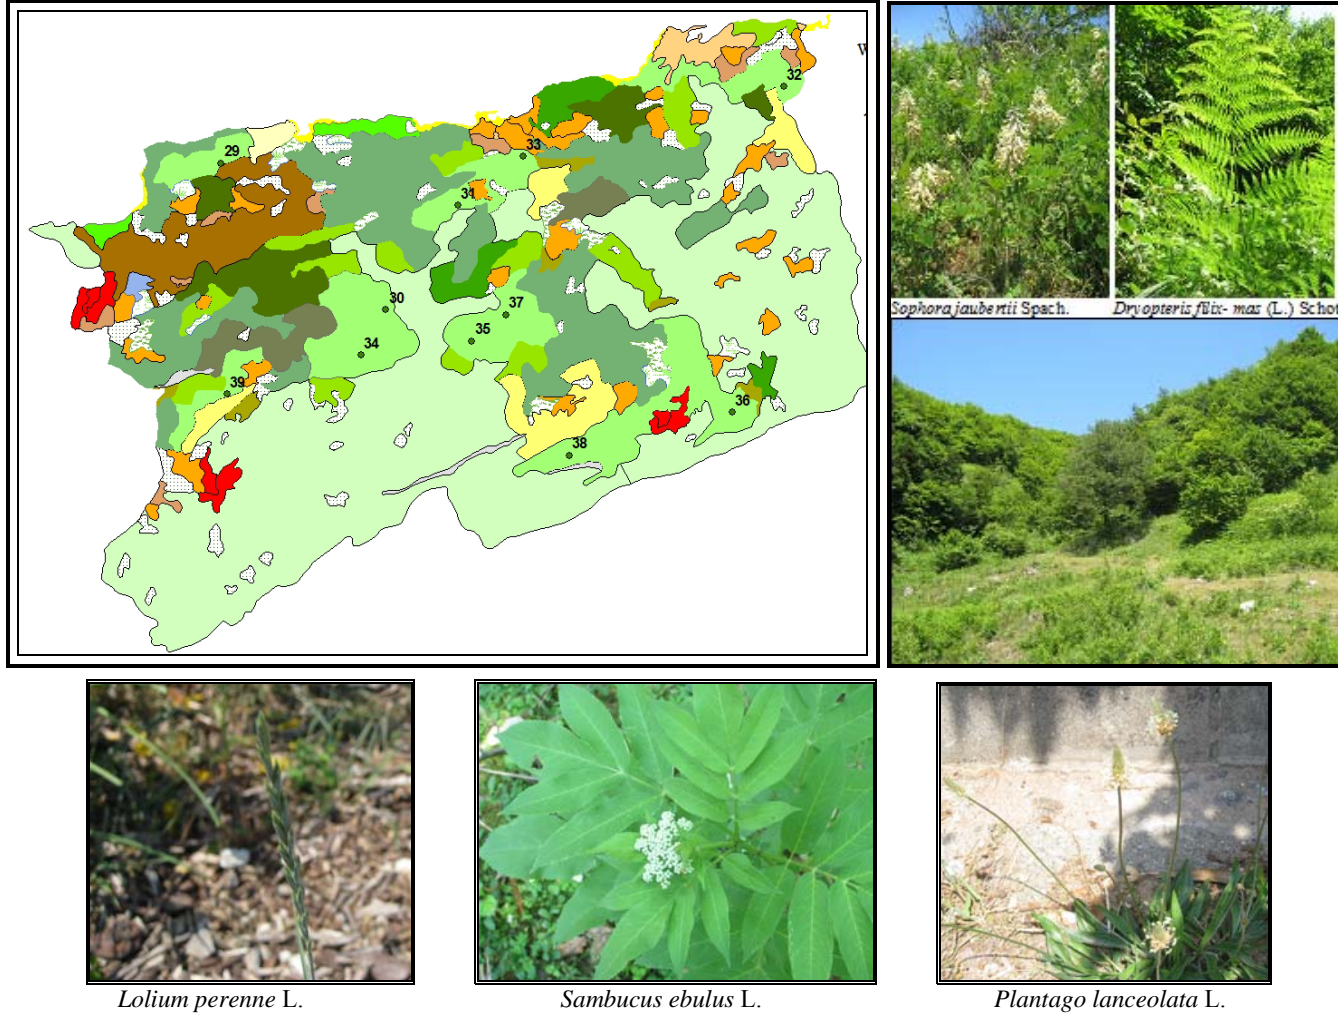 W
32
29
33
31
30
37
35
34
39
36
38
Sophora jaubertii Spach.
Dryopteris filix- mas (L.) Schot
Lolium perenne L.
Sambucus ebulus L.
Plantago lanceolata L.